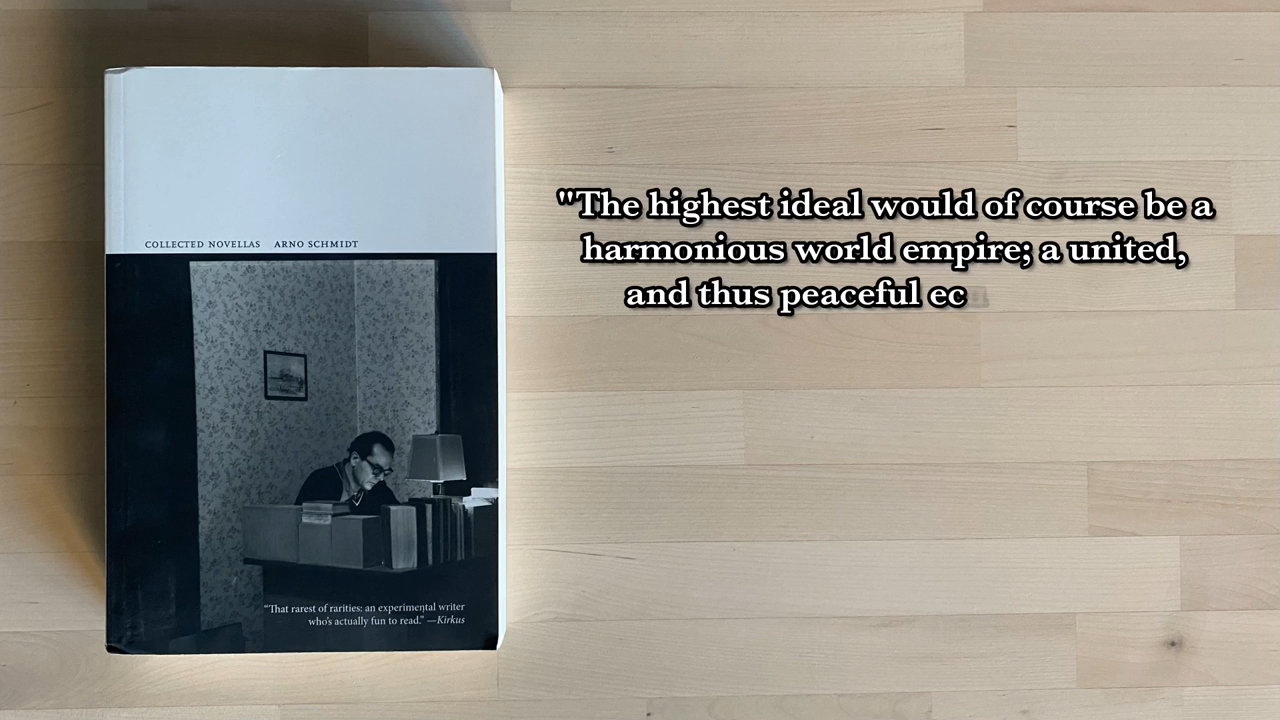 COLLECTED NOVELLAS ARNO SCHMIDT
"That rarest of rarities: an experimental writer
who's actually fun to read." —Kirkus
"The highest ideal would of course be a
harmonious world empire; a united,
and thus peaceful ec